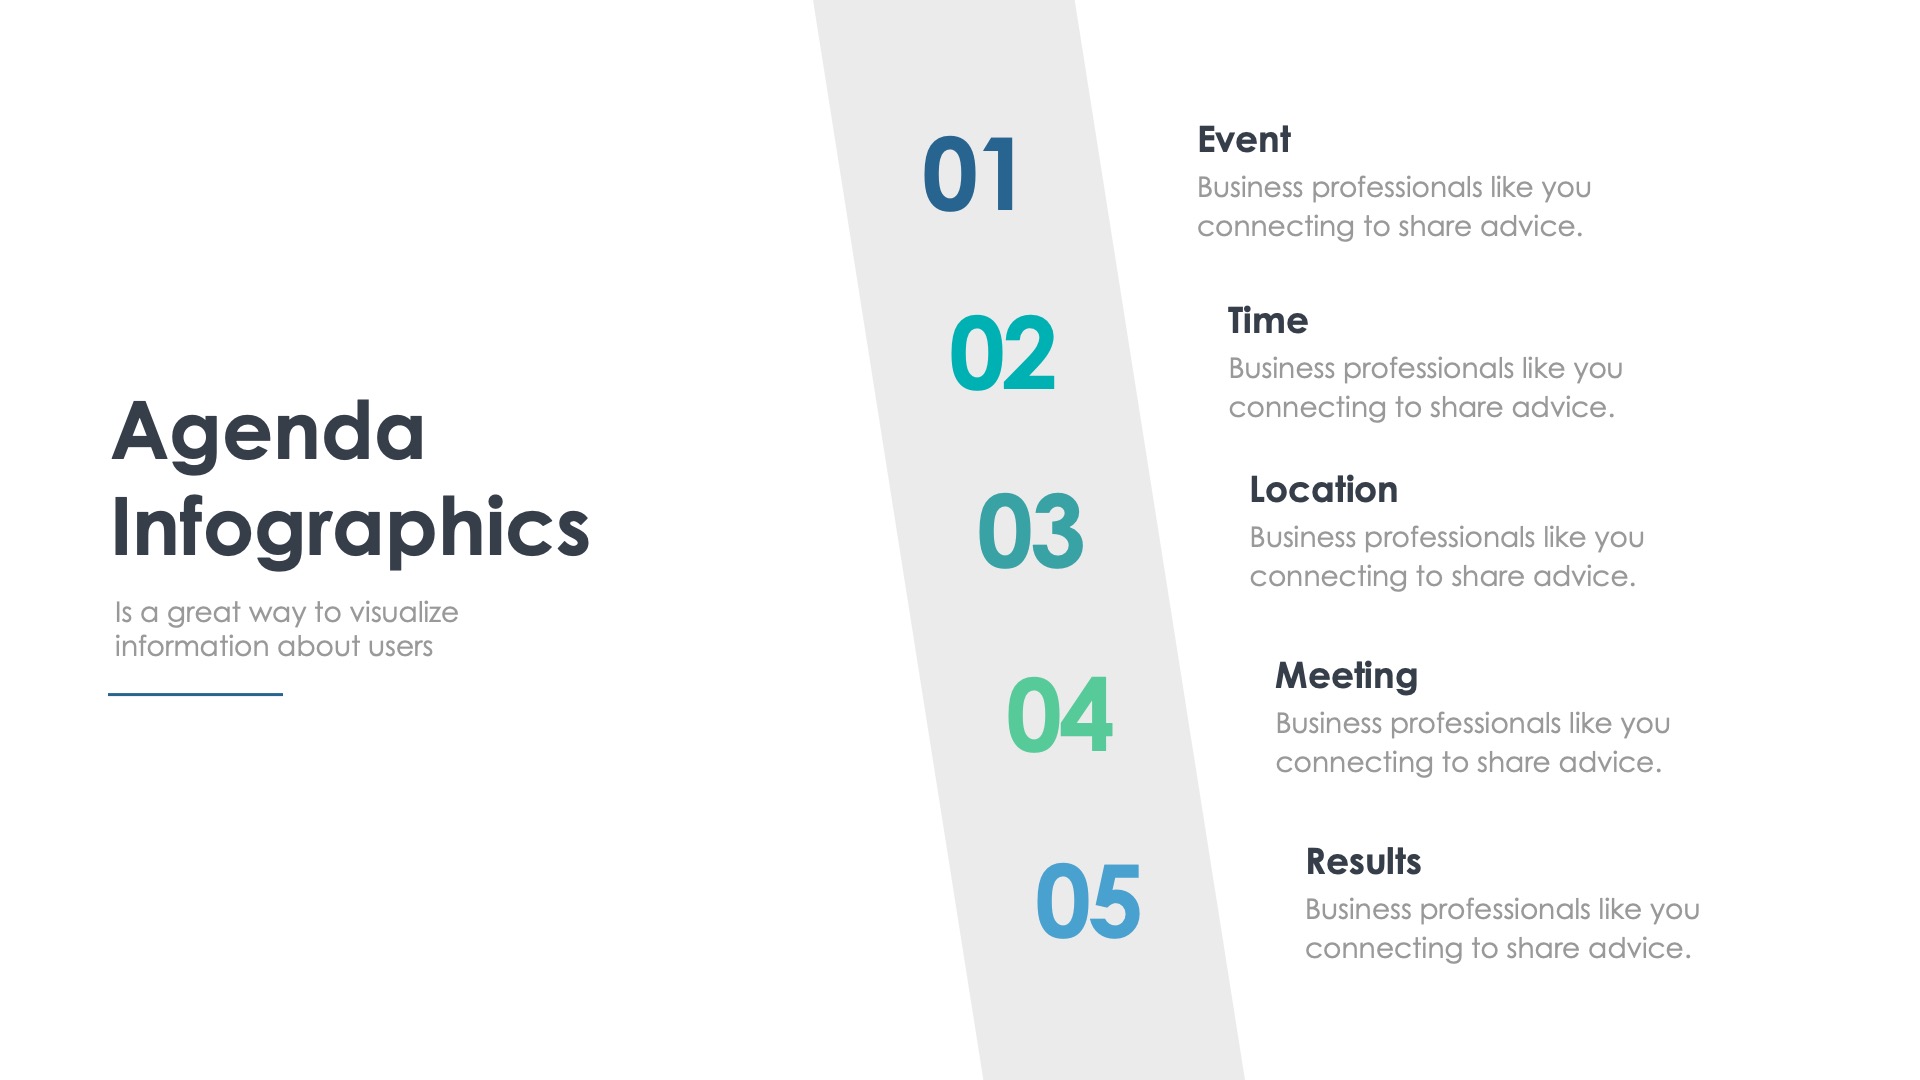 Agenda
Infographics
Is a great way to visualize
information about users
01
Event
Business professionals like you
connecting to share advice.
02
Time
Business professionals like you
connecting to share advice.
03
Location
Business professionals like you
connecting to share advice.
04
Meeting
Business professionals like you
connecting to share advice.
05
Results
Business professionals like you
connecting to share advice.